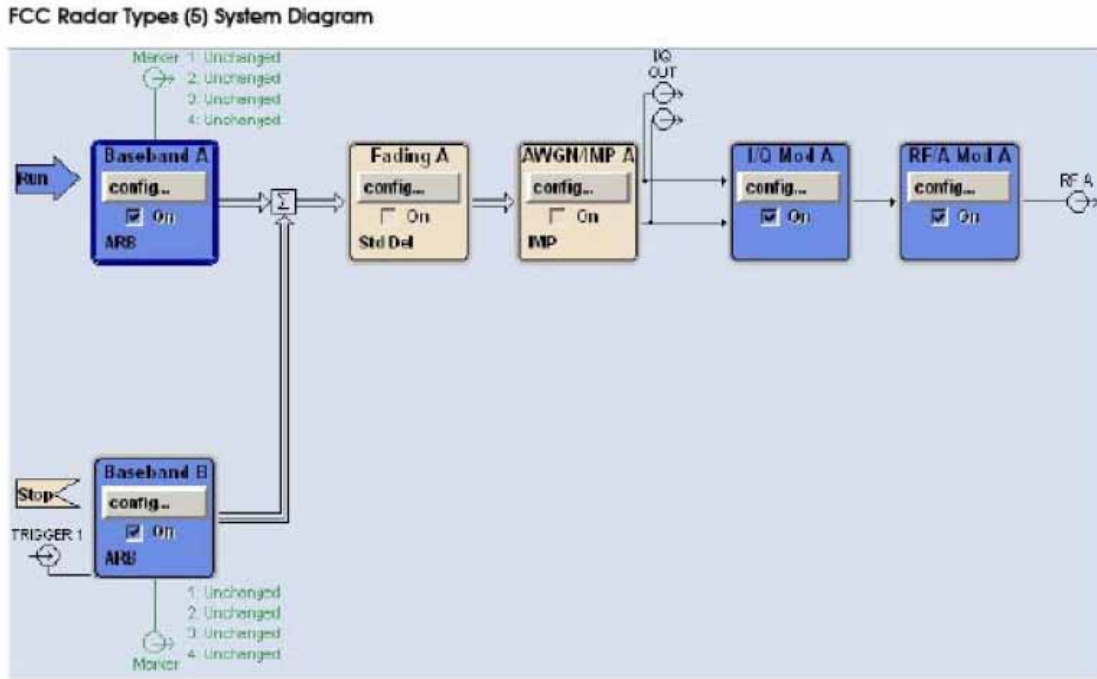 FCC Radar Types (5) System Diagram
Marker 1: Unchanged
2: Unchanged
3: Unchanged
4: Unchanged
I/Q
OUT
Run
Baseband A
config...
On
ARB
Σ
Fading A
config...
On
Std Del
AWGN/IMP A
config...
On
IMP
I/Q Mod A
config...
On
RF/A Mod A
config...
On
RF A
Stop
TRIGGER 1
Baseband B
config...
On
ARB
1: Unchanged
2: Unchanged
3: Unchanged
4: Unchanged
Marker